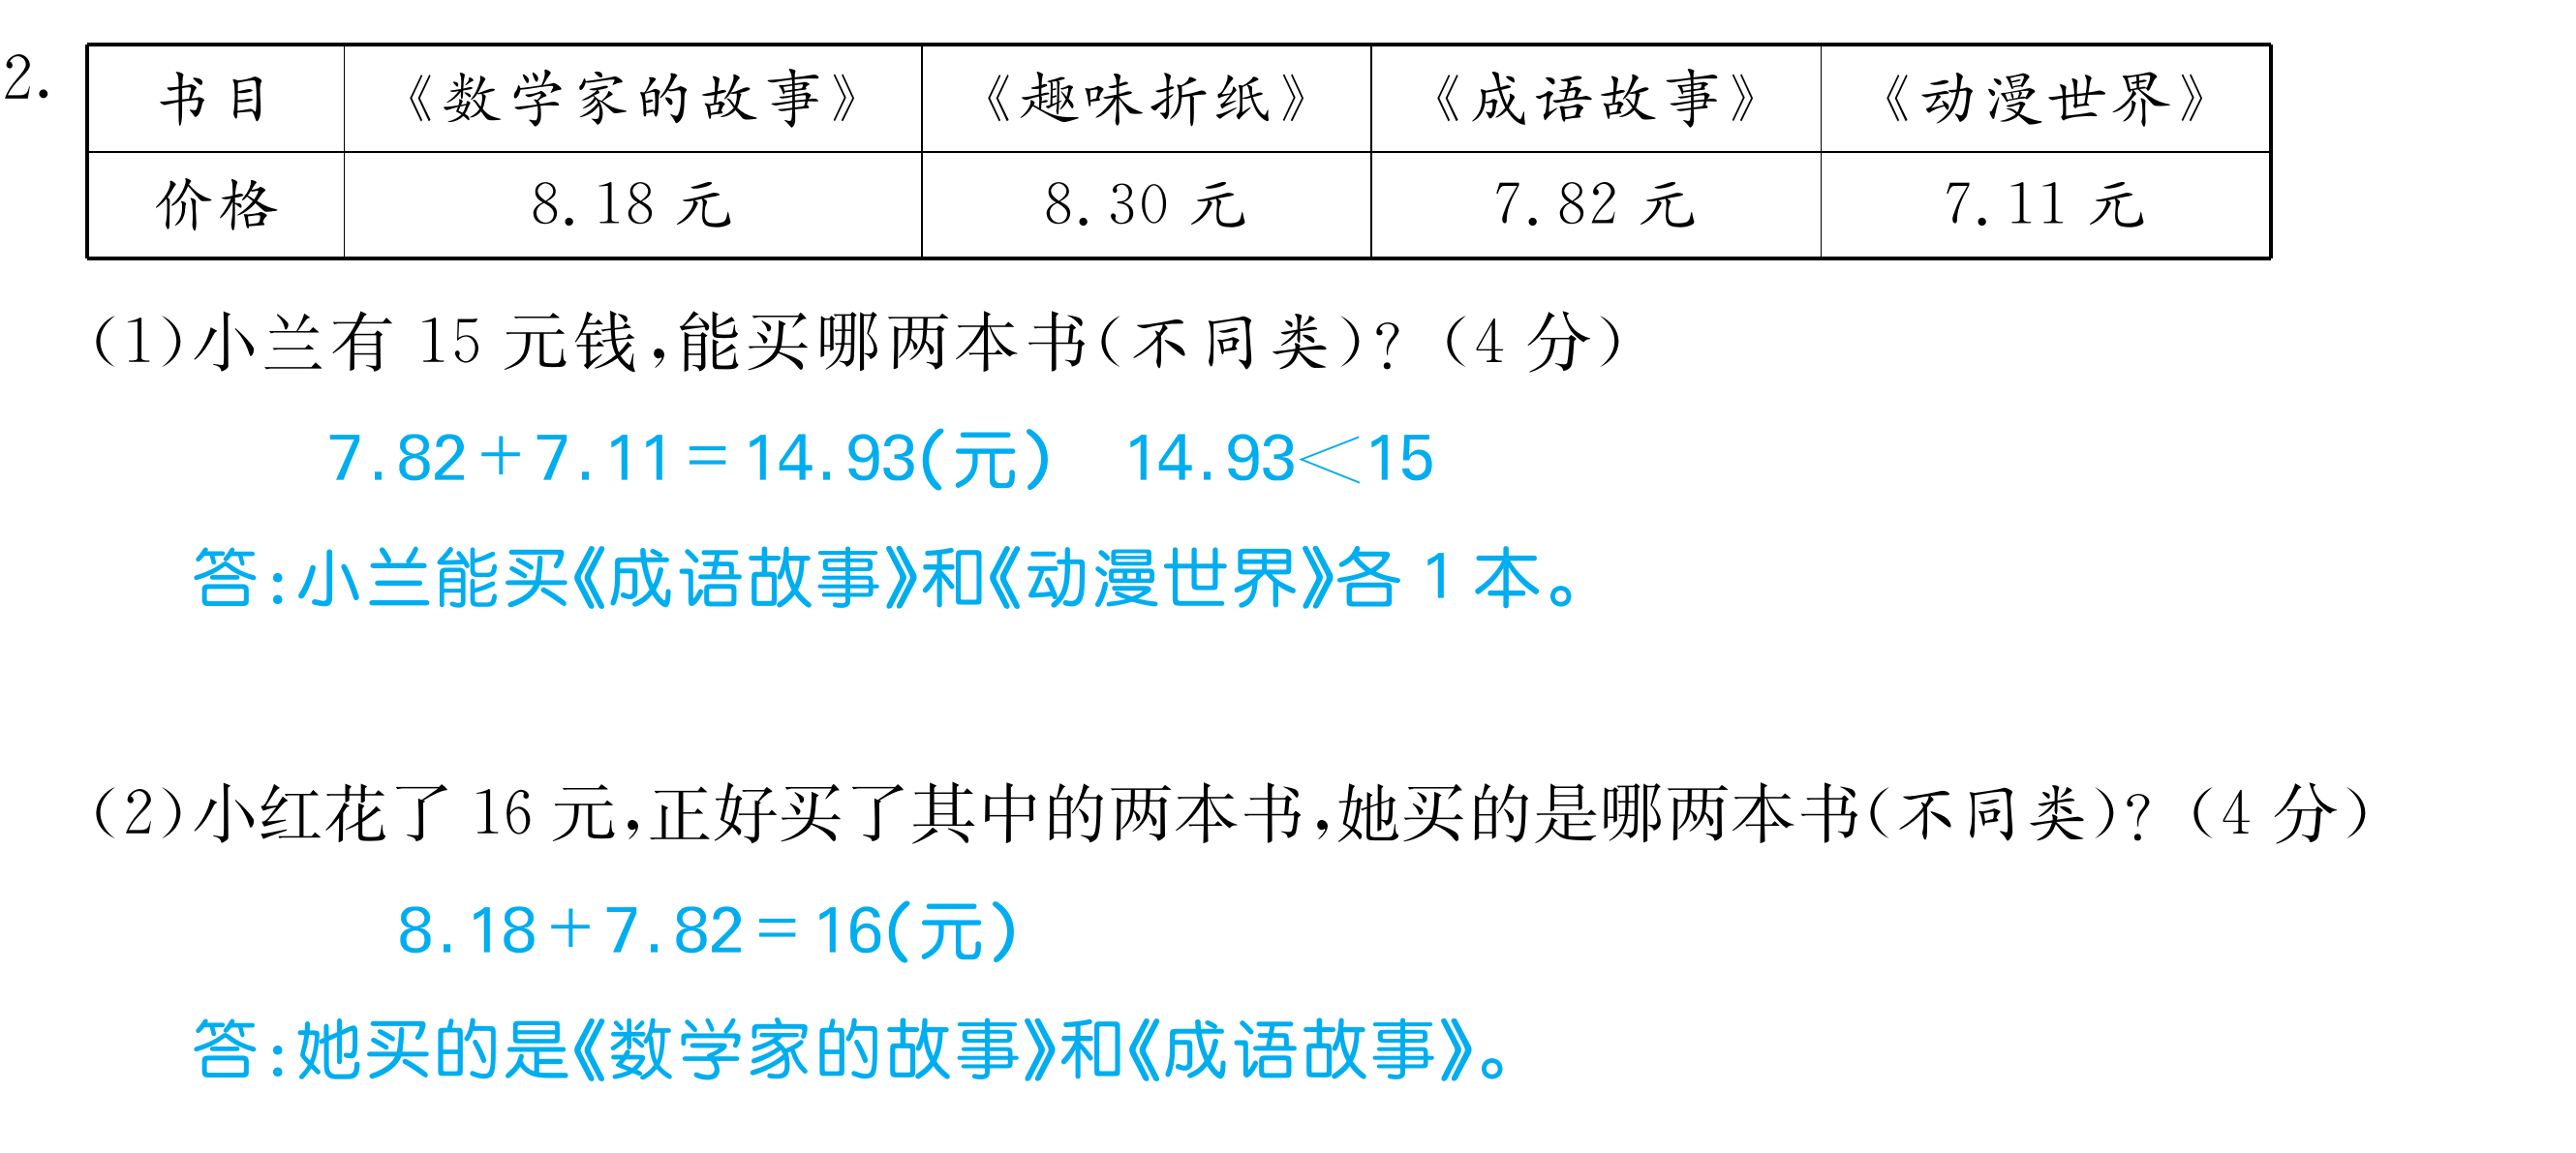 2.
书目 《数学家的故事》 《趣味折纸》 《成语故事》 《动漫世界》
价格 8.18 元 8.30 元 7.82 元 7.11 元
(1)小兰有 15 元钱,能买哪两本书(不同类)? (4 分)
7.82+7.11=14.93(元) 14.93<15
答:小兰能买《成语故事》和《动漫世界》各 1 本。
(2)小红花了 16 元,正好买了其中的两本书,她买的是哪两本书(不同类)? (4 分)
8.18+7.82=16(元)
答:她买的是《数学家的故事》和《成语故事》。